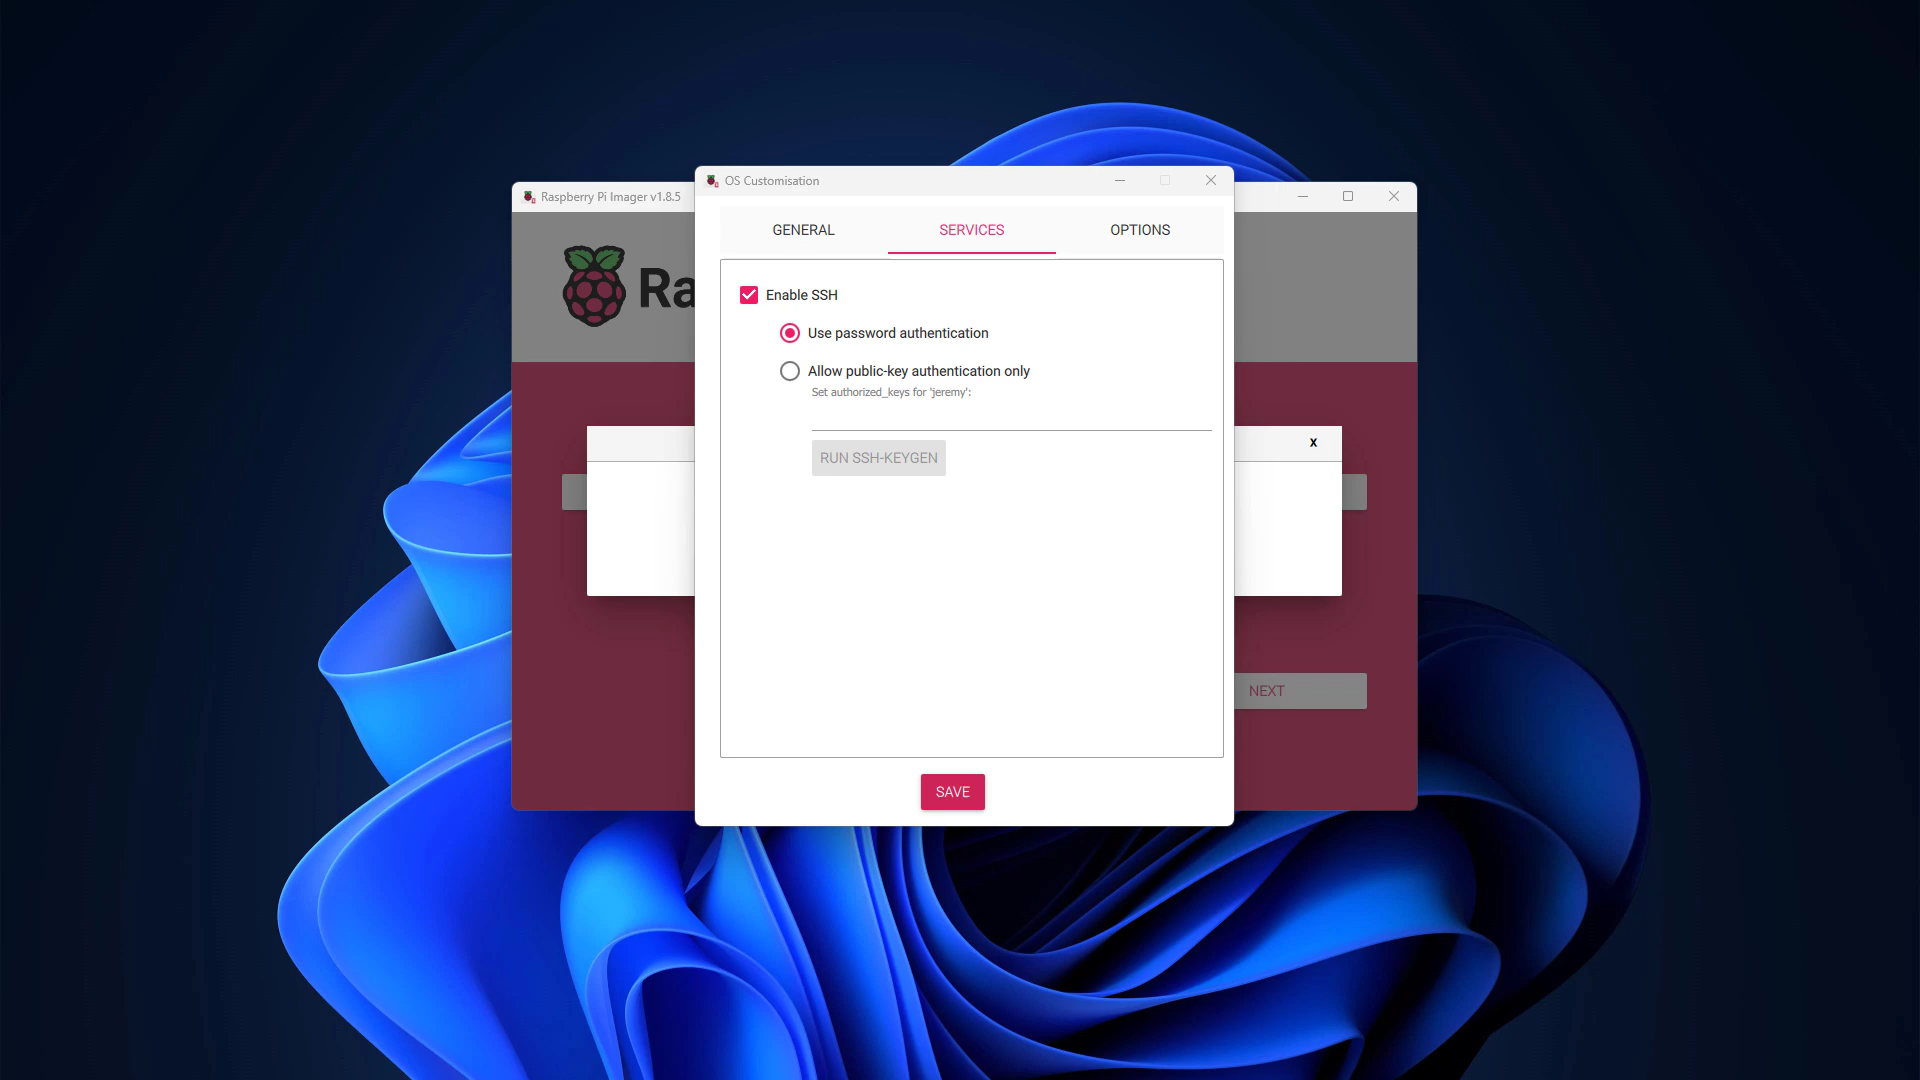 OS Customisation
Raspberry Pi Imager v1.8.5
GENERAL
SERVICES
OPTIONS
Ra
Enable SSH
Use password authentication
Allow public-key authentication only
Set authorized_keys for 'jeremy':
X
RUN SSH-KEYGEN
NEXT
SAVE